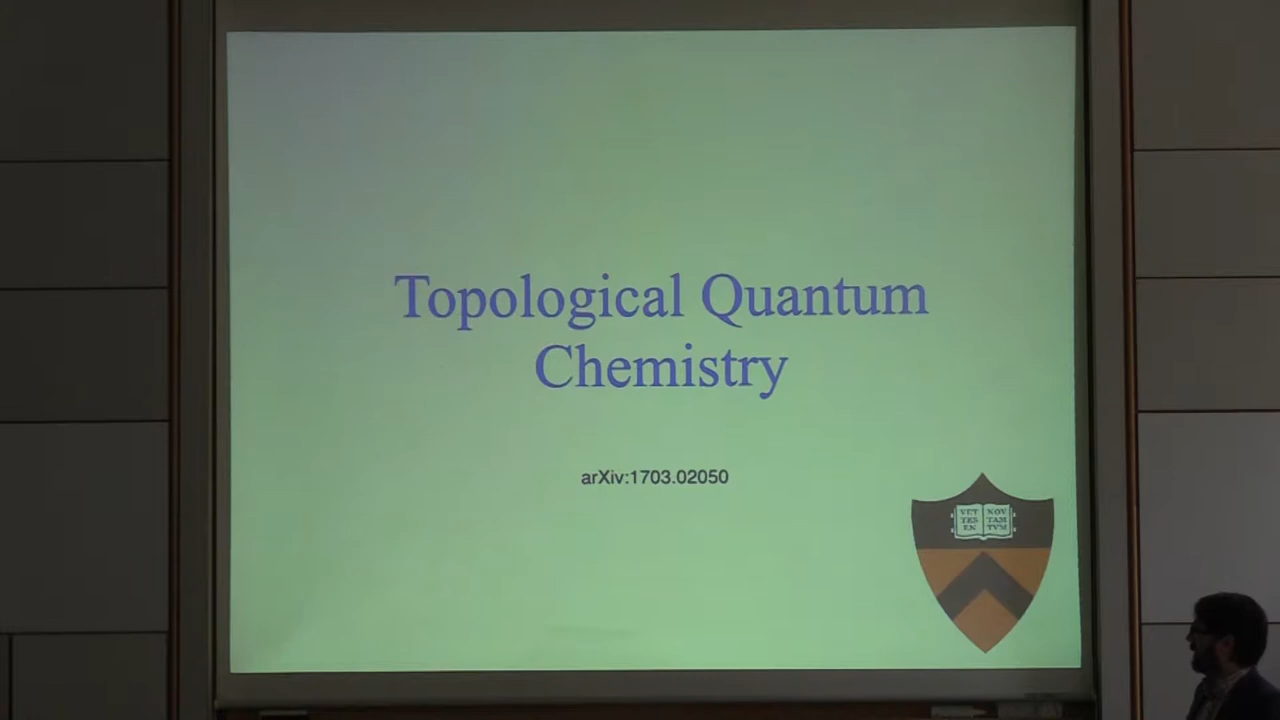 Topological Quantum
Chemistry
arXiv:1703.02050
VET NOV
TES TAM
EN TVM